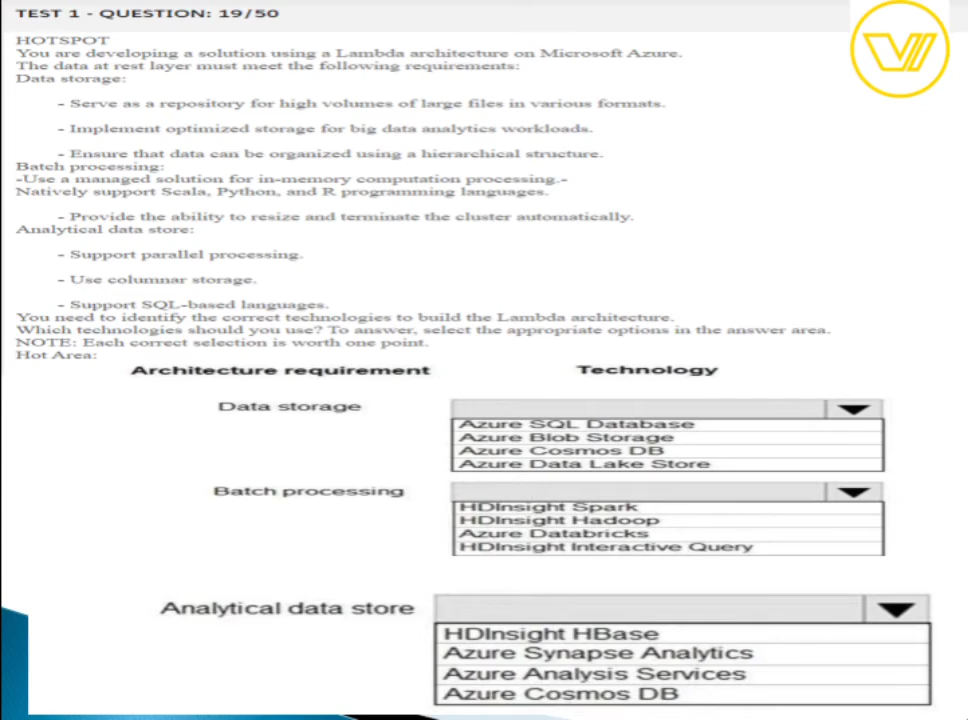 TEST 1 - QUESTION: 19/50
HOTSPOT
You are developing a solution using a Lambda architecture on Microsoft Azure.
The data at rest layer must meet the following requirements:
Data storage:
- Serve as a repository for high volumes of large files in various formats.
- Implement optimized storage for big data analytics workloads.
- Ensure that data can be organized using a hierarchical structure.
Batch processing:
-Use a managed solution for in-memory computation processing.-
Natively support Scala, Python, and R programming languages.
- Provide the ability to resize and terminate the cluster automatically.
Analytical data store:
- Support parallel processing.
- Use columnar storage.
- Support SQL-based languages.
You need to identify the correct technologies to build the Lambda architecture.
Which technologies should you use? To answer, select the appropriate options in the answer area.
NOTE: Each correct selection is worth one point.
Hot Area:
Architecture requirement Technology
Data storage
Azure SQL Database
Azure Blob Storage
Azure Cosmos DB
Azure Data Lake Store
Batch processing
HDInsight Spark
HDInsight Hadoop
Azure Databricks
HDInsight Interactive Query
Analytical data store
HDInsight HBase
Azure Synapse Analytics
Azure Analysis Services
Azure Cosmos DB